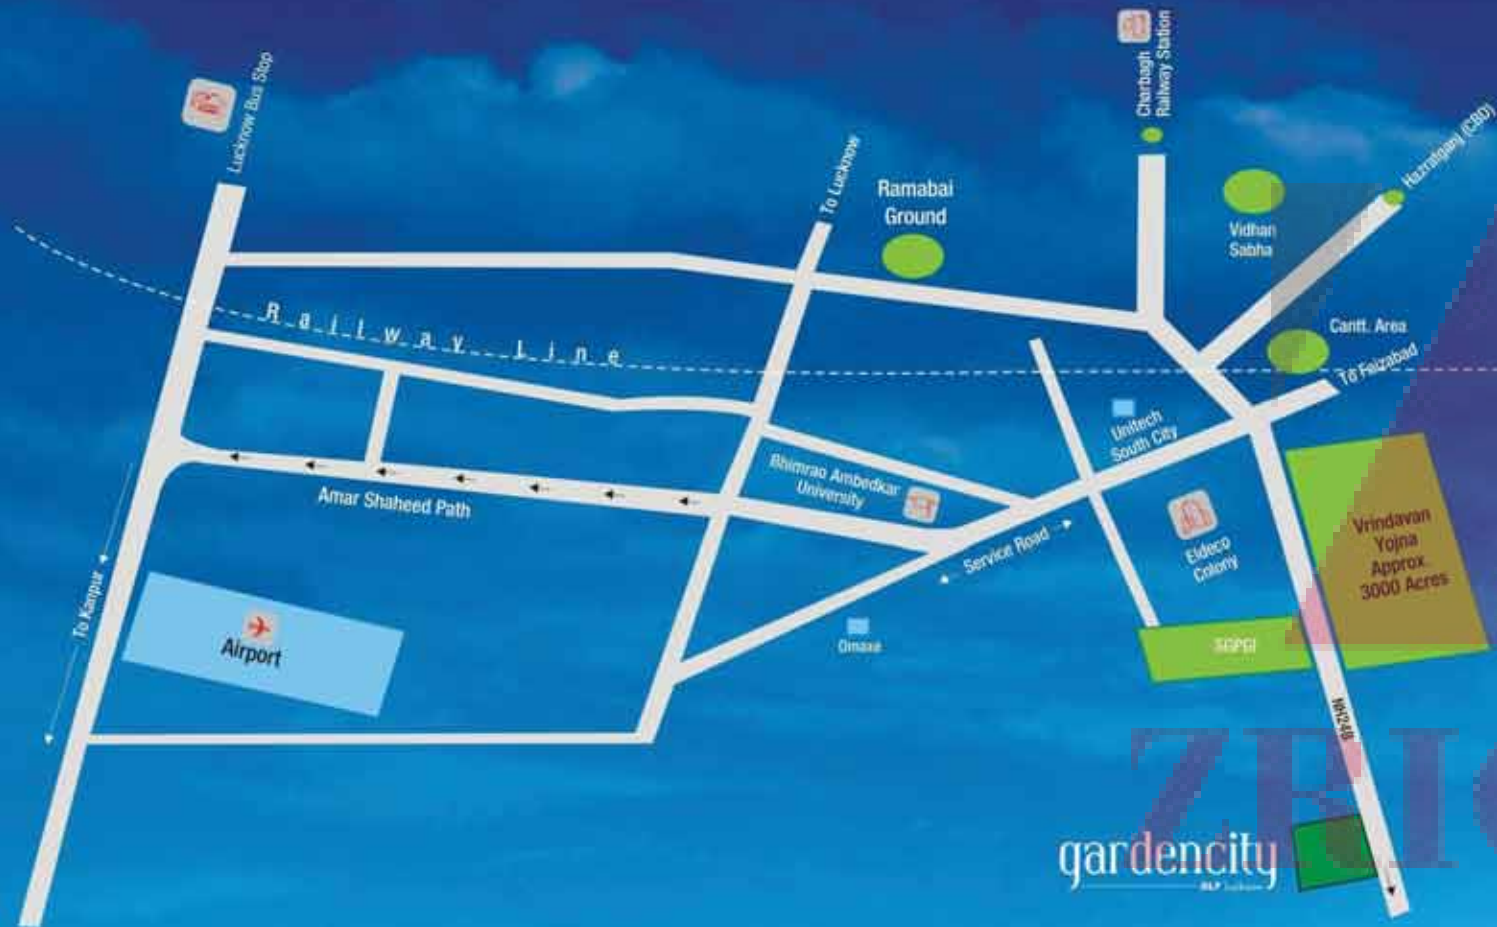 Lucknow Bus Stop
Charbagh
Railway Station
Hazratganj (CBD)
To Lucknow
Ramabai
Ground
Vidhan
Sabha
Cantt. Area
To Faizabad
Railway Line
Unitech
South City
Bhimrao Ambedkar
University
Amar Shaheed Path
Service Road
Eldeco
Colony
Vrindavan
Yojna
Approx.
3000 Acres
To Kanpur
Airport
Omaxe
SGPGI
NH24B
gardencity
DLF